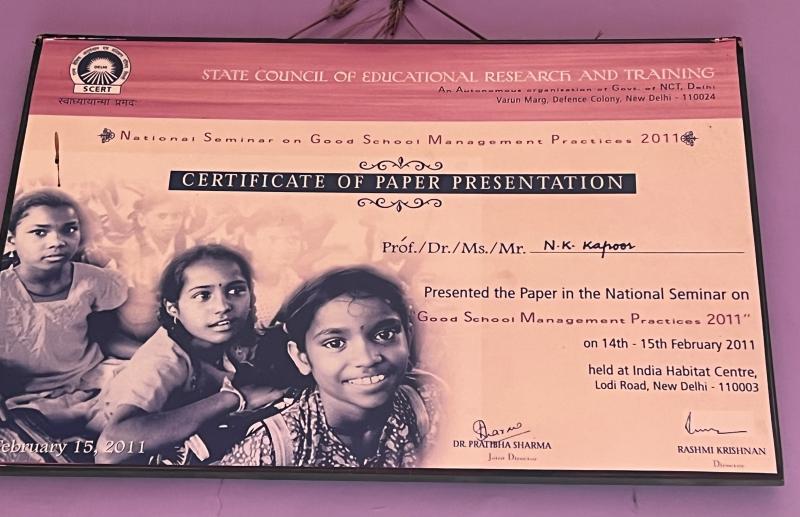 DELHI
SCERT
स्वाध्यायान्मा प्रमदः
STATE COUNCIL OF EDUCATIONAL RESEARCH AND TRAINING
An Autonomous organisation of Govt. of NCT, Delhi
Varun Marg, Defence Colony, New Delhi - 110024
National Seminar on Good School Management Practices 2011
CERTIFICATE OF PAPER PRESENTATION
Prof./Dr./Ms./Mr. N.K. Kapoor
Presented the Paper in the National Seminar on
"Good School Management Practices 2011"
on 14th - 15th February 2011
held at India Habitat Centre,
Lodi Road, New Delhi - 110003
February 15, 2011
DR. PRATIBHA SHARMA
Joint Director
RASHMI KRISHNAN
Director